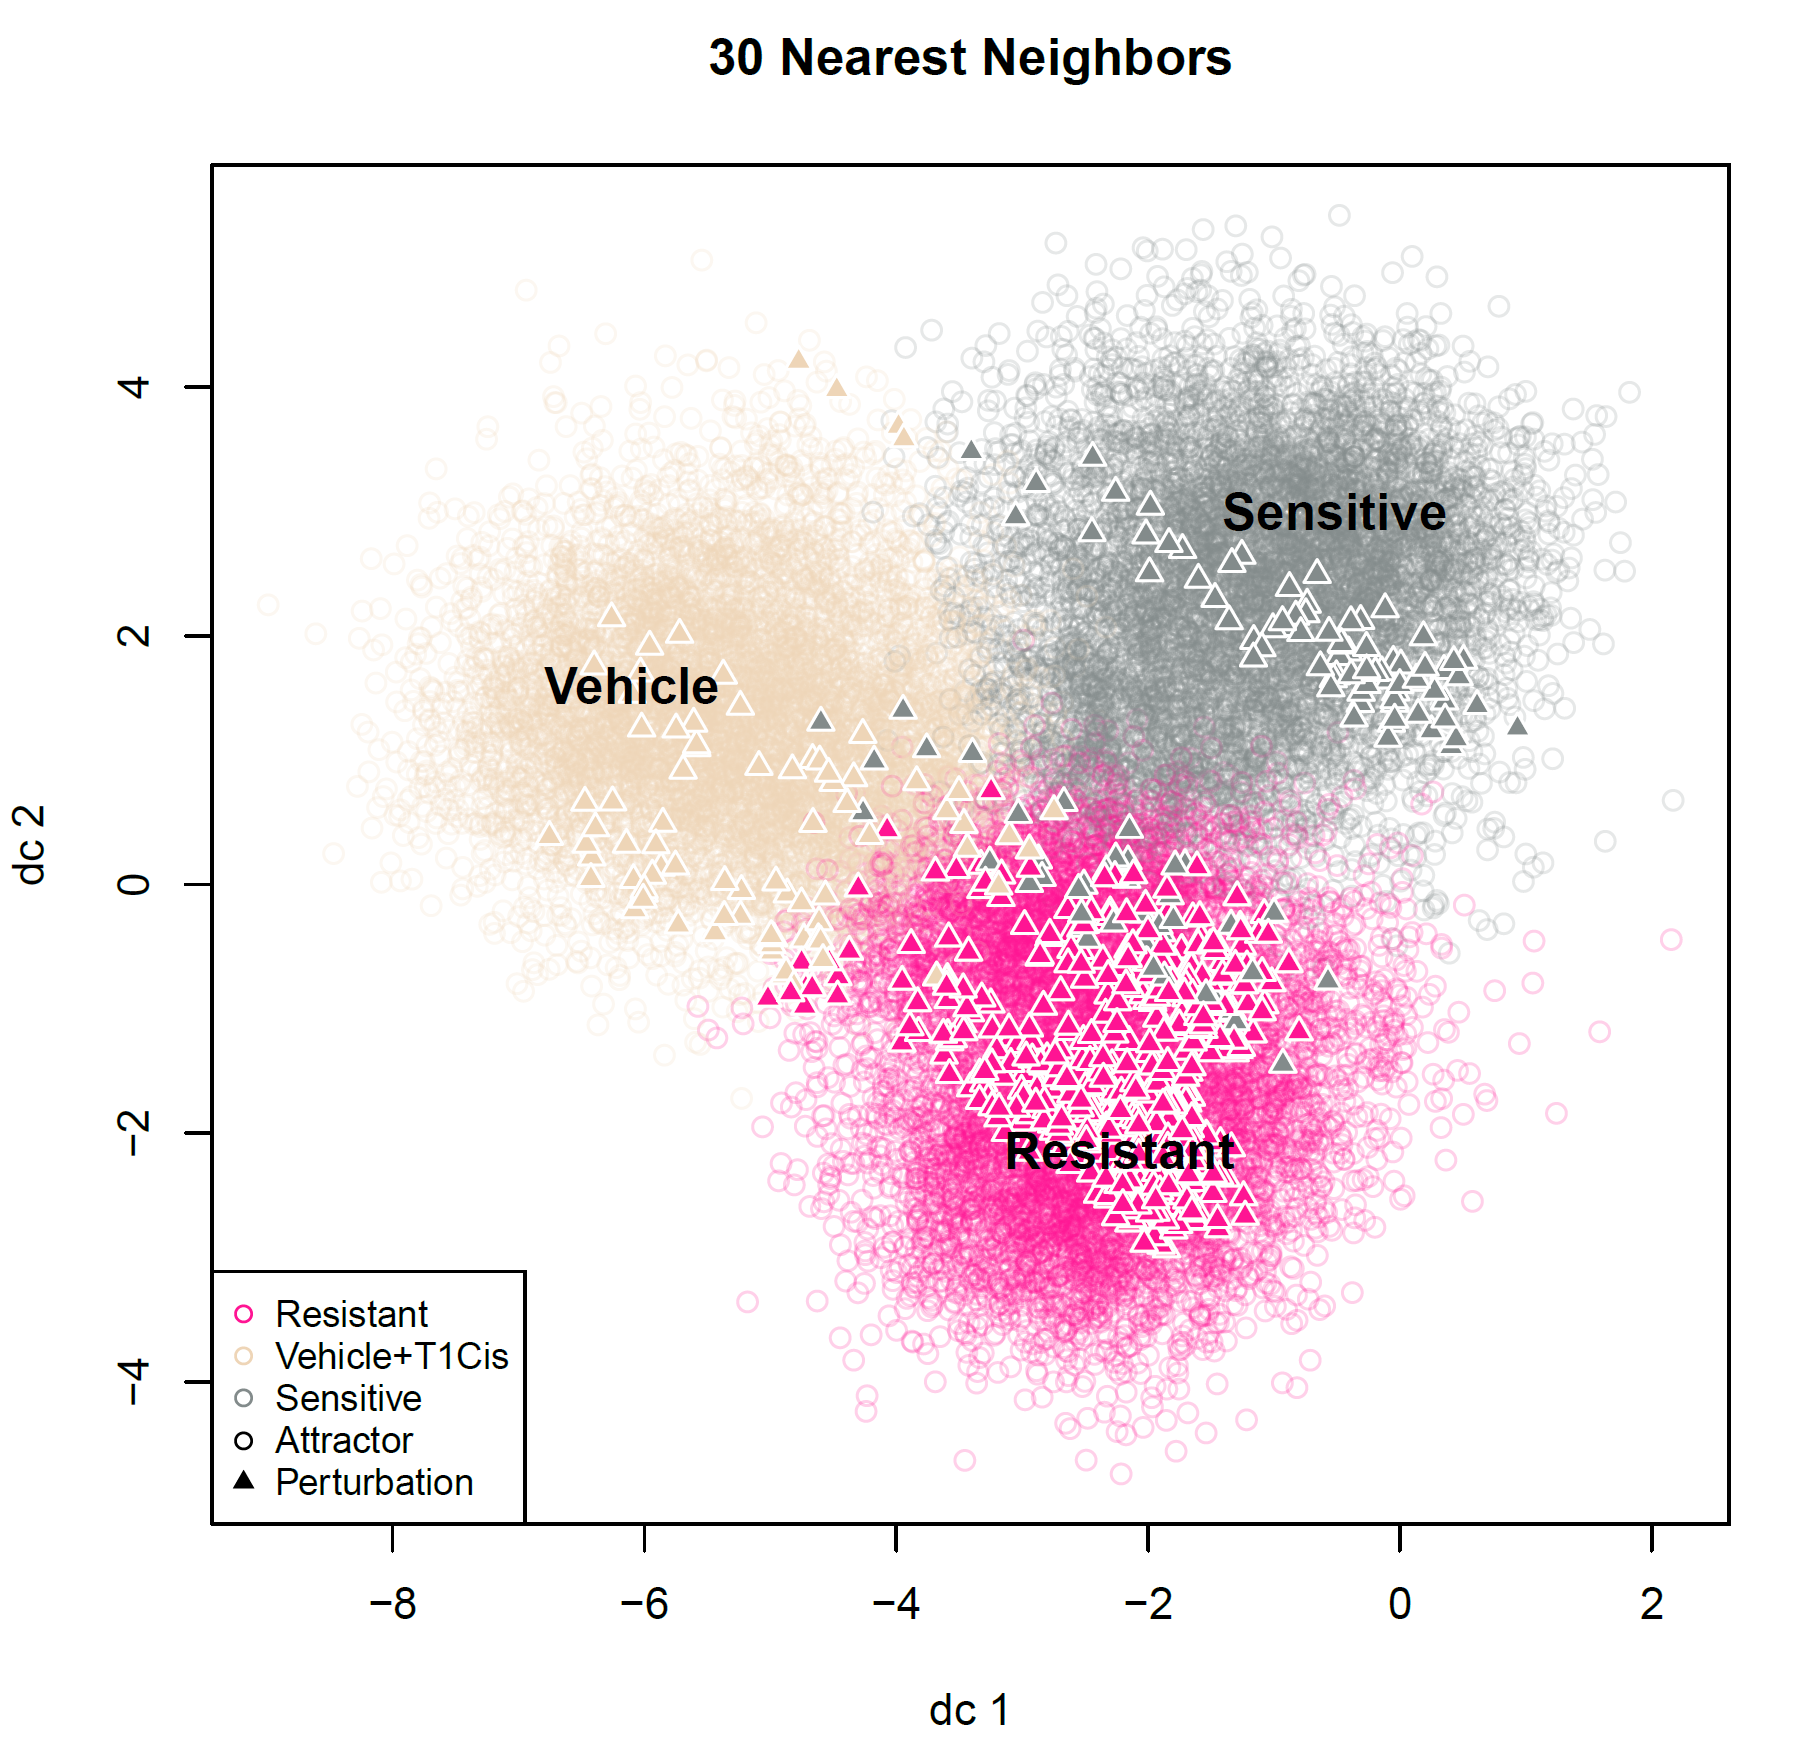 30 Nearest Neighbors
dc 2
4
2
0
−2
−4
Sensitive
Vehicle
Resistant
Resistant
Vehicle+T1Cis
Sensitive
Attractor
Perturbation
−8 −6 −4 −2 0 2
dc 1